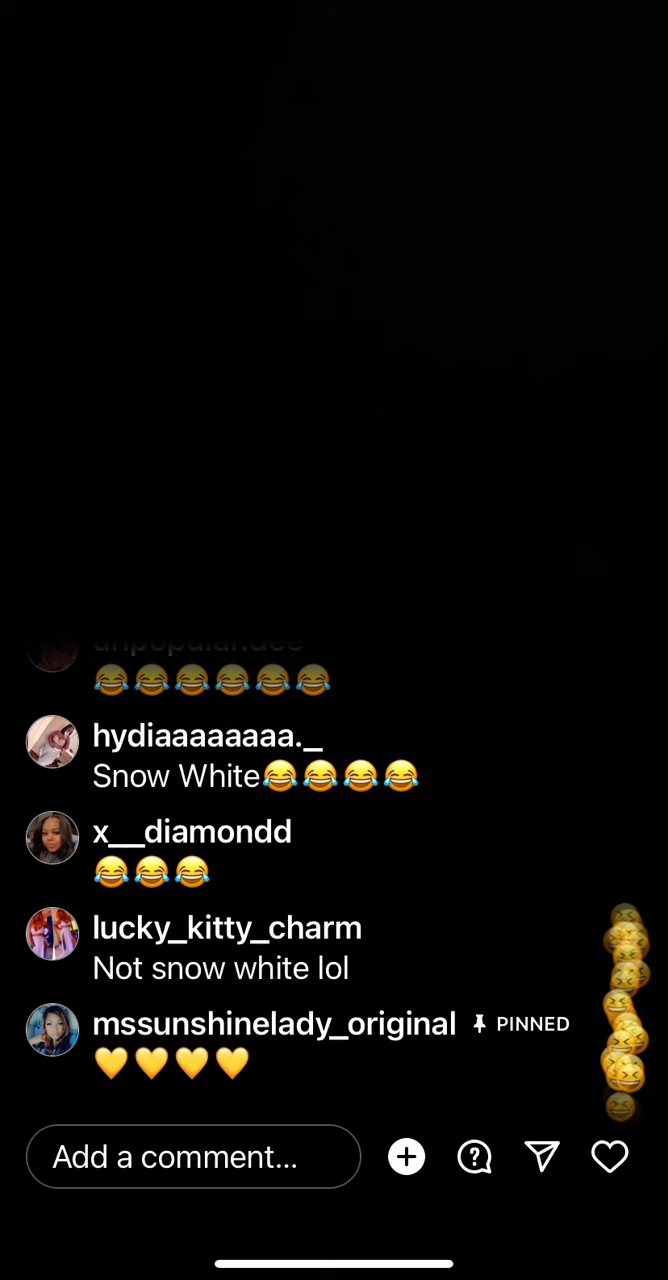 😂😂😂😂😂😂
hydiaaaaaaaa._
Snow White😂😂😂😂
x__diamondd
😂😂😂
lucky_kitty_charm
Not snow white lol
mssunshinelady_original PINNED
💛💛💛💛
Add a comment...